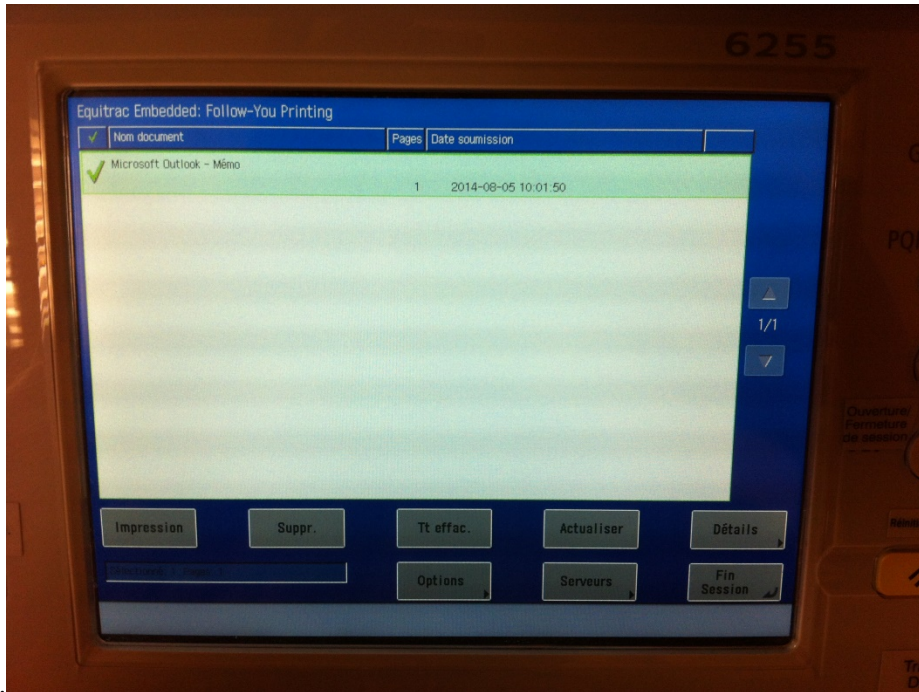 6255
Equitrac Embedded: Follow-You Printing
Nom document Pages Date soumission
Microsoft Outlook - Mémo
1 2014-08-05 10:01:50
1/1
Ouverture/
Fermeture
de session
Impression Suppr. Tt effac. Actualiser Détails
Options Serveurs Fin
Session